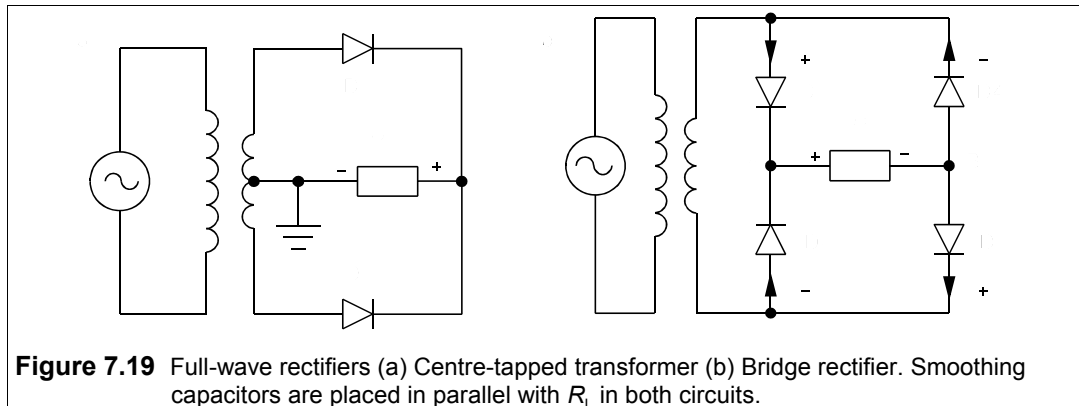 + -
- + + -
- +
Figure 7.19 Full-wave rectifiers (a) Centre-tapped transformer (b) Bridge rectifier. Smoothing
capacitors are placed in parallel with RL in both circuits.